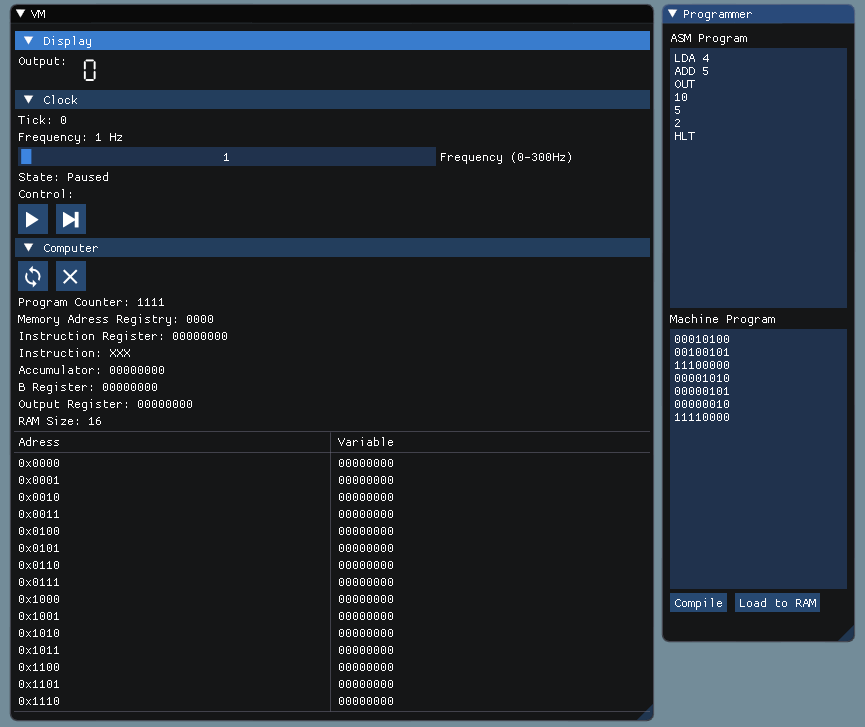 VM
Display
Output: 0
Clock
Tick: 0
Frequency: 1 Hz
1 Frequency (0-300Hz)
State: Paused
Control:
Computer
Program Counter: 1111
Memory Adress Registry: 0000
Instruction Register: 00000000
Instruction: XXX
Accumulator: 00000000
B Register: 00000000
Output Register: 00000000
RAM Size: 16
Adress Variable
0x0000 00000000
0x0001 00000000
0x0010 00000000
0x0011 00000000
0x0100 00000000
0x0101 00000000
0x0110 00000000
0x0111 00000000
0x1000 00000000
0x1001 00000000
0x1010 00000000
0x1011 00000000
0x1100 00000000
0x1101 00000000
0x1110 00000000
Programmer
ASM Program
LDA 4
ADD 5
OUT
10
5
2
HLT
Machine Program
00010100
00100101
11100000
00001010
00000101
00000010
11110000
Compile Load to RAM